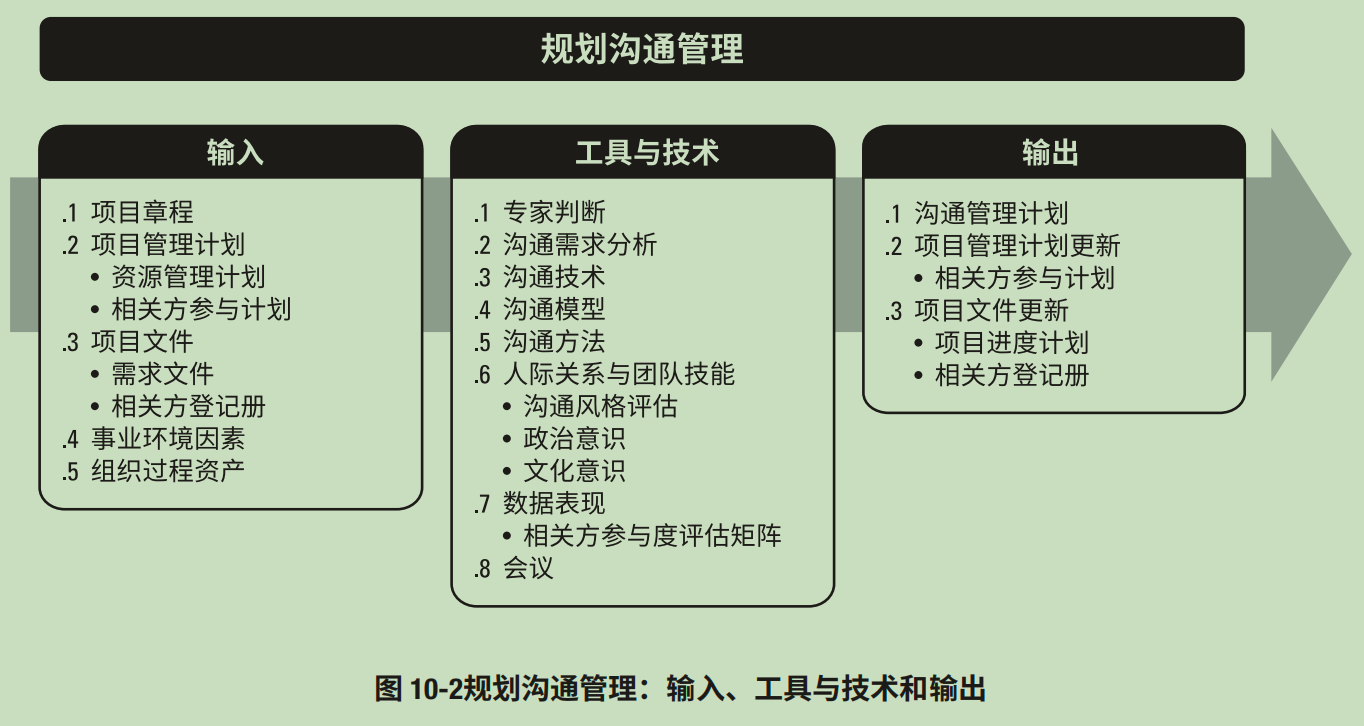 规划沟通管理
输入
.1 项目章程
.2 项目管理计划
• 资源管理计划
• 相关方参与计划
.3 项目文件
• 需求文件
• 相关方登记册
.4 事业环境因素
.5 组织过程资产
工具与技术
.1 专家判断
.2 沟通需求分析
.3 沟通技术
.4 沟通模型
.5 沟通方法
.6 人际关系与团队技能
• 沟通风格评估
• 政治意识
• 文化意识
.7 数据表现
• 相关方参与度评估矩阵
.8 会议
输出
.1 沟通管理计划
.2 项目管理计划更新
• 相关方参与计划
.3 项目文件更新
• 项目进度计划
• 相关方登记册
图 10-2规划沟通管理：输入、工具与技术和输出